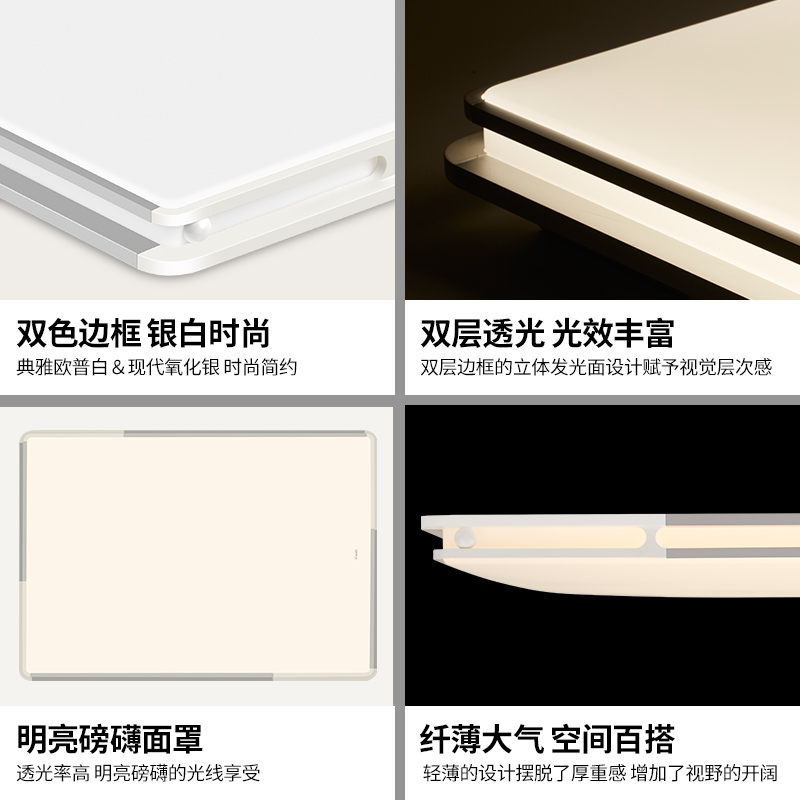 双色边框 银白时尚
典雅欧普白&现代氧化银 时尚简约
双层透光 光效丰富
双层边框的立体发光面设计赋予视觉层次感
明亮磅礴面罩
透光率高 明亮磅礴的光线享受
纤薄大气 空间百搭
轻薄的设计摆脱了厚重感 增加了视野的开阔